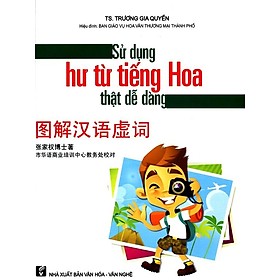 TS. TRƯƠNG GIA QUYỀN
Hiệu đính: BAN GIÁO VỤ HOA VĂN THƯƠNG MẠI THÀNH PHỐ
Sử dụng
hư từ tiếng Hoa
thật dễ dàng
图解汉语虚词
张家权博士著
市华语商业培训中心教务处校对
NHÀ XUẤT BẢN VĂN HÓA - VĂN NGHỆ